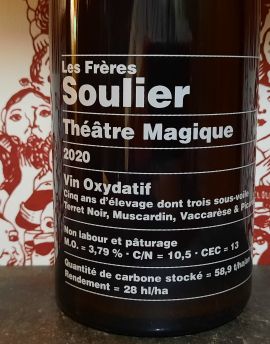 Les Frères
Soulier
Théâtre Magique
2020
Vin Oxydatif
Cinq ans d'élevage dont trois sous-voile
Terret Noir, Muscardin, Vaccarèse &
Non labour et pâturage
M.O. = 3,79 % · C/N = 10,5 · CEC = 13
Quantité de carbone stocké = 58,9
Rendement = 28 hl/ha